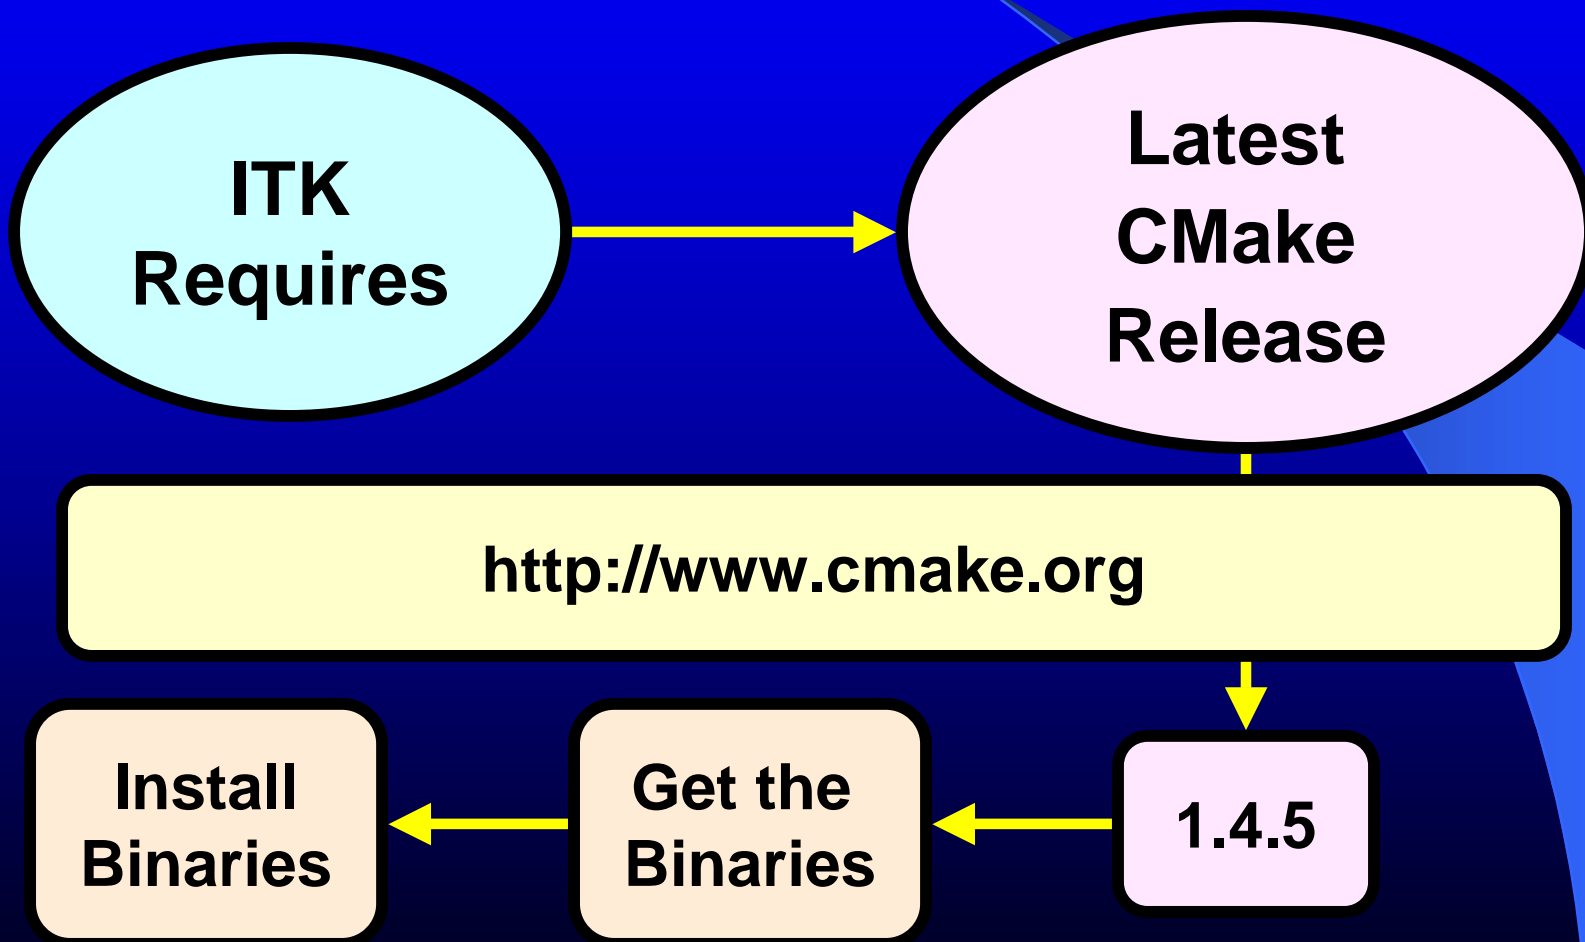 ITK
Requires
Latest
CMake
Release
http://www.cmake.org
Install
Binaries
Get the
Binaries
1.4.5